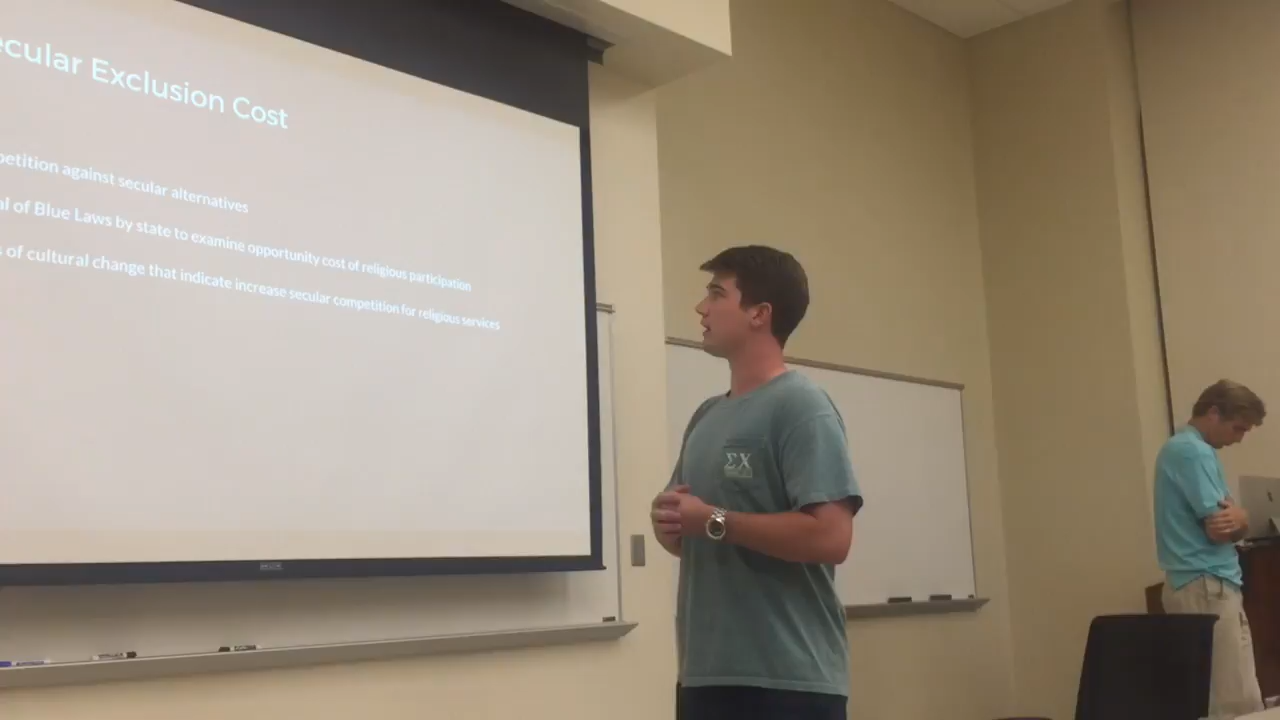 ecular Exclusion Cost
petition against secular alternatives
al of Blue Laws by state to examine opportunity cost of religious participation
s of cultural change that indicate increase secular competition for religious services
ΣΧ